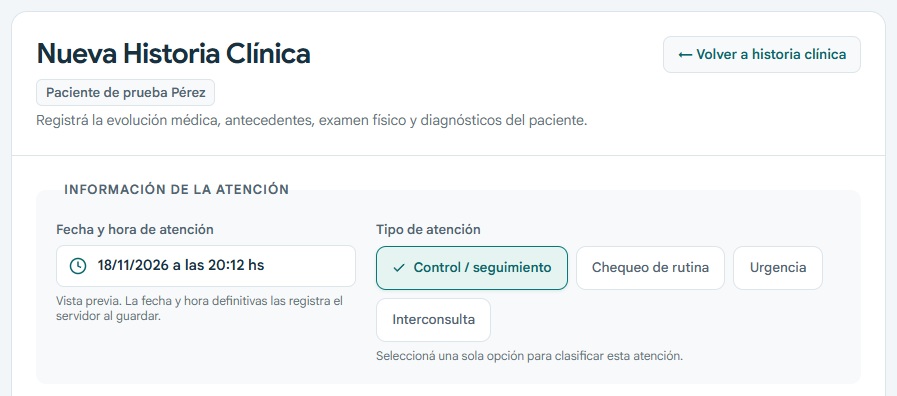 Nueva Historia Clínica
← Volver a historia clínica
Paciente de prueba Pérez
Registrá la evolución médica, antecedentes, examen físico y diagnósticos del paciente.
INFORMACIÓN DE LA ATENCIÓN
Fecha y hora de atención
18/11/2026 a las 20:12 hs
Vista previa. La fecha y hora definitivas las registra el
servidor al guardar.
Tipo de atención
Control / seguimiento
Chequeo de rutina
Urgencia
Interconsulta
Seleccioná una sola opción para clasificar esta atención.